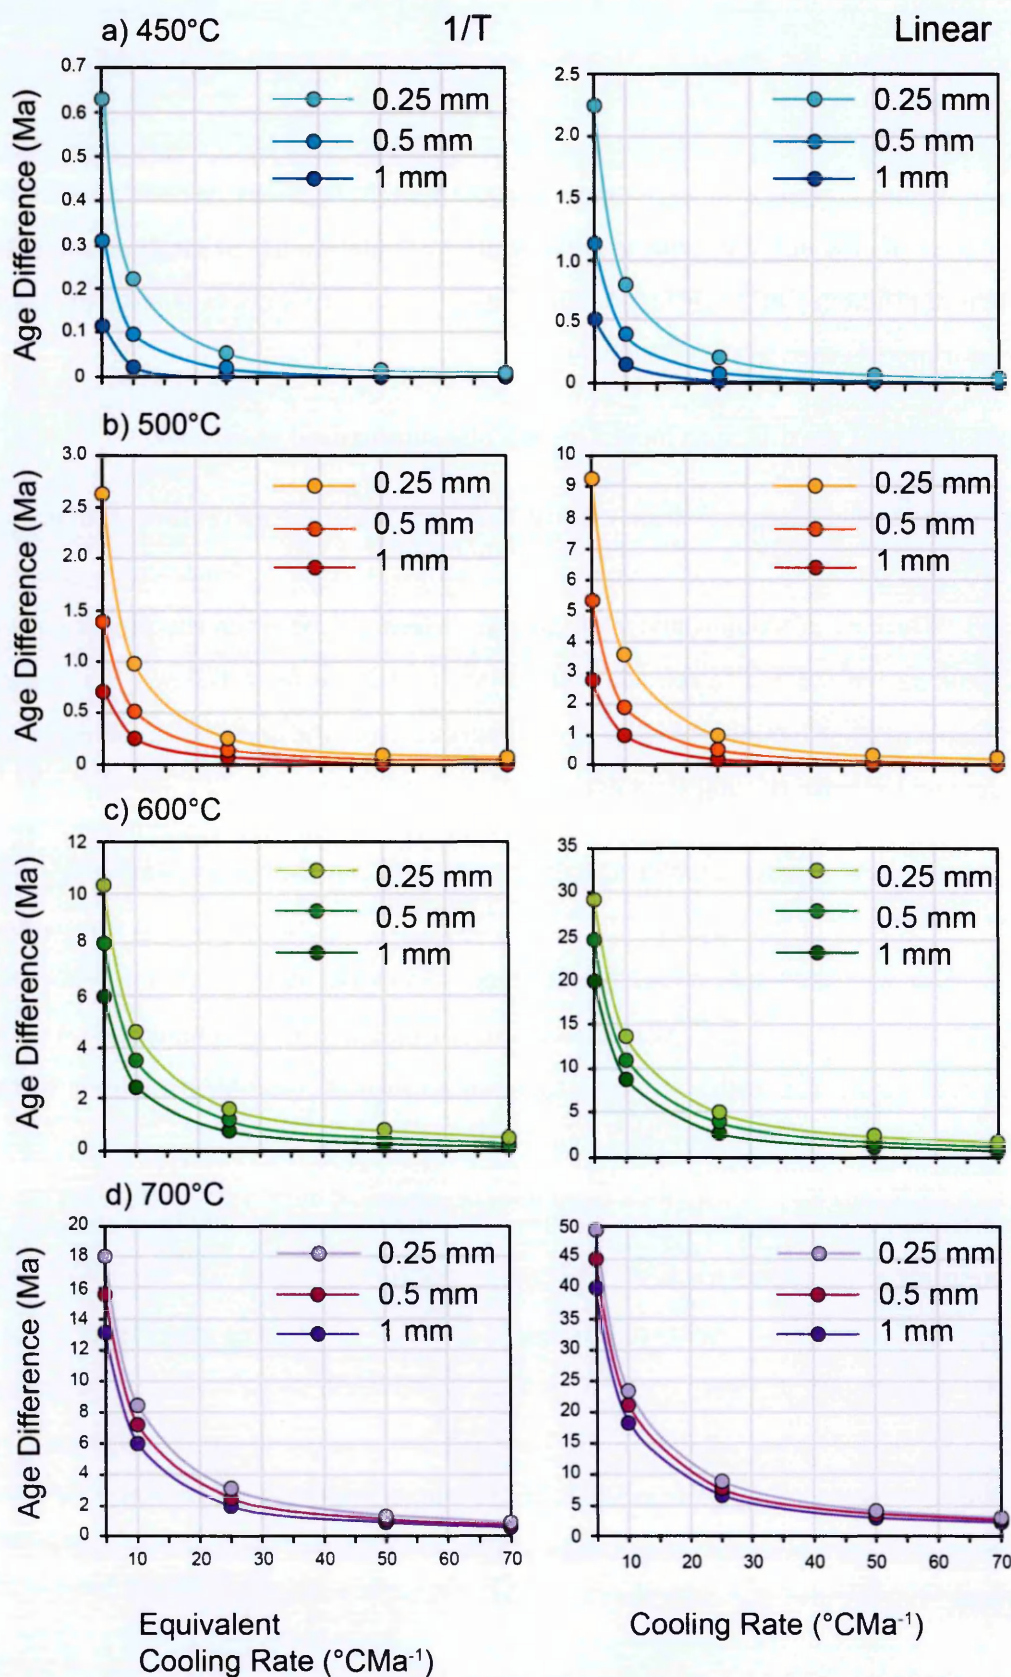 a) 450°C 1/T Linear
0.7
0.6
0.5
0.4
0.3
0.2
0.1
0
Age Difference (Ma)
0.25 mm
0.5 mm
1 mm
2.5
2.0
1.5
1.0
0.5
0
0.25 mm
0.5 mm
1 mm
b) 500°C
3.0
2.5
2.0
1.5
1.0
0.5
0
Age Difference (Ma)
0.25 mm
0.5 mm
1 mm
10
9
8
7
6
5
4
3
2
1
0
0.25 mm
0.5 mm
1 mm
c) 600°C
12
10
8
6
4
2
0
Age Difference (Ma)
0.25 mm
0.5 mm
1 mm
35
30
25
20
15
10
5
0
0.25 mm
0.5 mm
1 mm
d) 700°C
20
18
16
14
12
10
8
6
4
2
0
Age Difference (Ma)
0.25 mm
0.5 mm
1 mm
10 20 30 40 50 60 70
50
45
40
35
30
25
20
15
10
5
0
0.25 mm
0.5 mm
1 mm
10 20 30 40 50 60 70
Equivalent
Cooling Rate (°CMa⁻¹)
Cooling Rate (°CMa⁻¹)